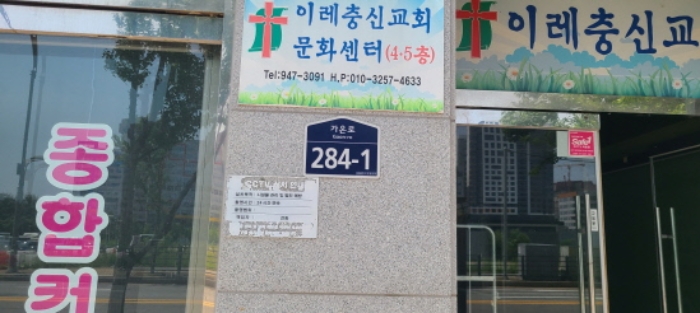 이레충신교회
문화센터(4·5층)
Tel:947-3091 H.P:010-3257-4633
이레충신교
가온로
284-1
종합커
Safe